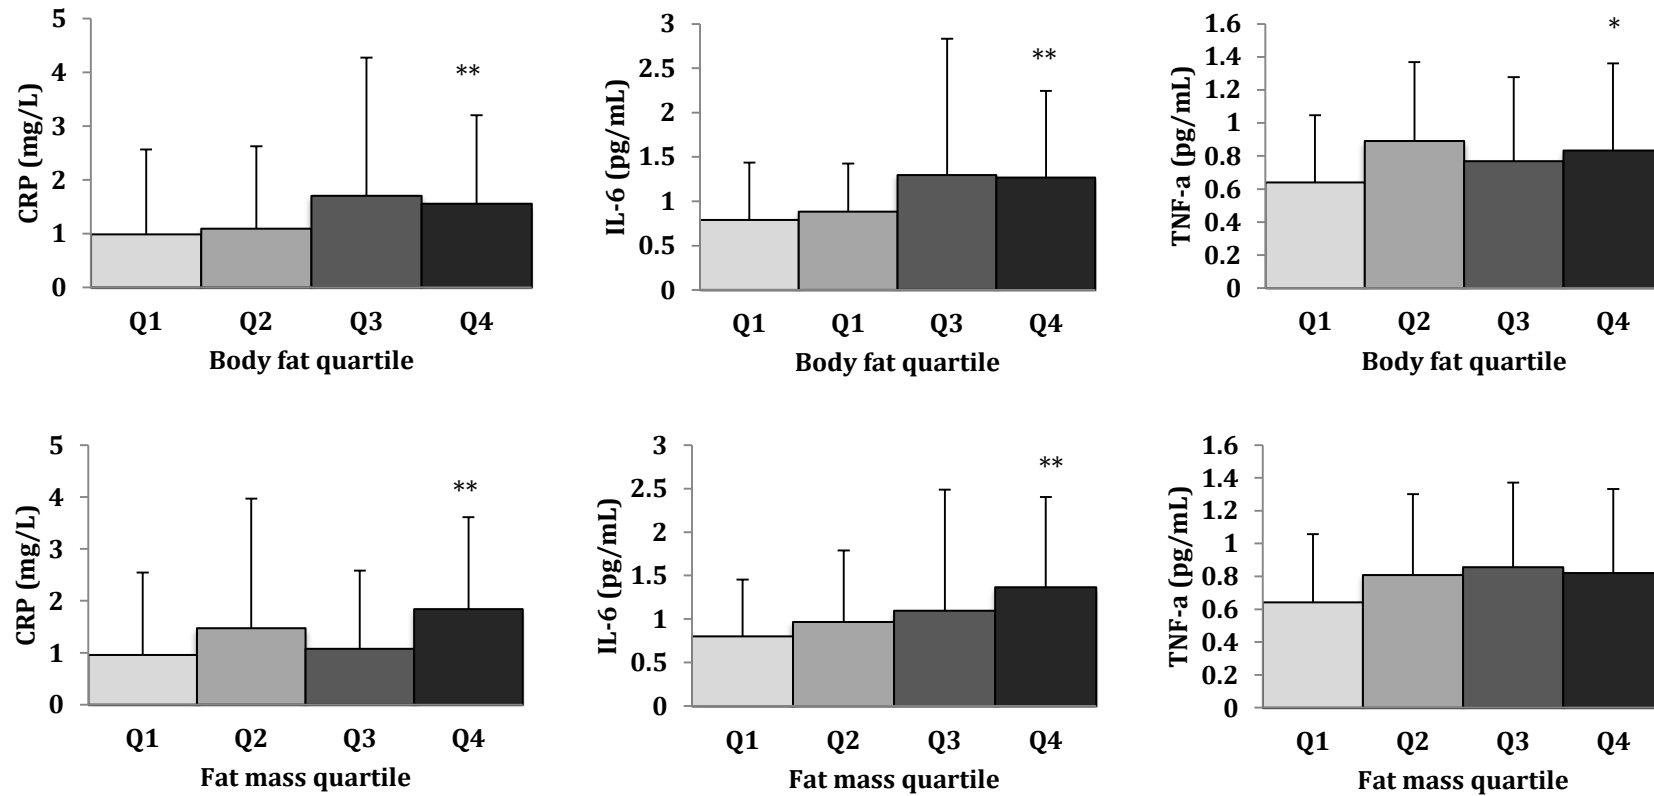 CRP (mg/L)
5
4
3
2
1
0
**
Q1 Q2 Q3 Q4
Body fat quartile
IL-6 (pg/mL)
3
2.5
2
1.5
1
0.5
0
**
Q1 Q1 Q3 Q4
Body fat quartile
TNF-a (pg/mL)
1.6
1.4
1.2
1
0.8
0.6
0.4
0.2
0
*
Q1 Q2 Q3 Q4
Body fat quartile
CRP (mg/L)
5
4
3
2
1
0
**
Q1 Q2 Q3 Q4
Fat mass quartile
IL-6 (pg/mL)
3
2.5
2
1.5
1
0.5
0
**
Q1 Q2 Q3 Q4
Fat mass quartile
TNF-a (pg/mL)
1.6
1.4
1.2
1
0.8
0.6
0.4
0.2
0
Q1 Q2 Q3 Q4
Fat mass quartile